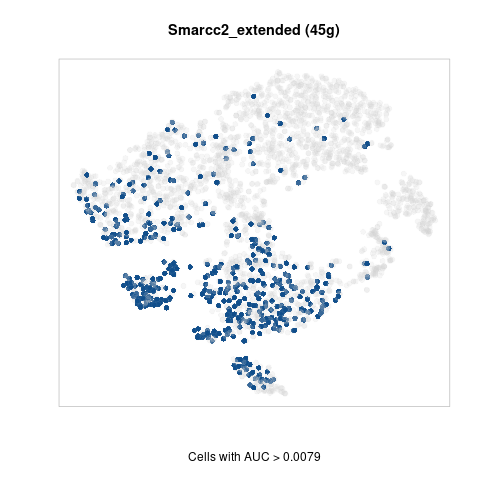 Smarcc2_extended (45g)
Cells with AUC > 0.0079